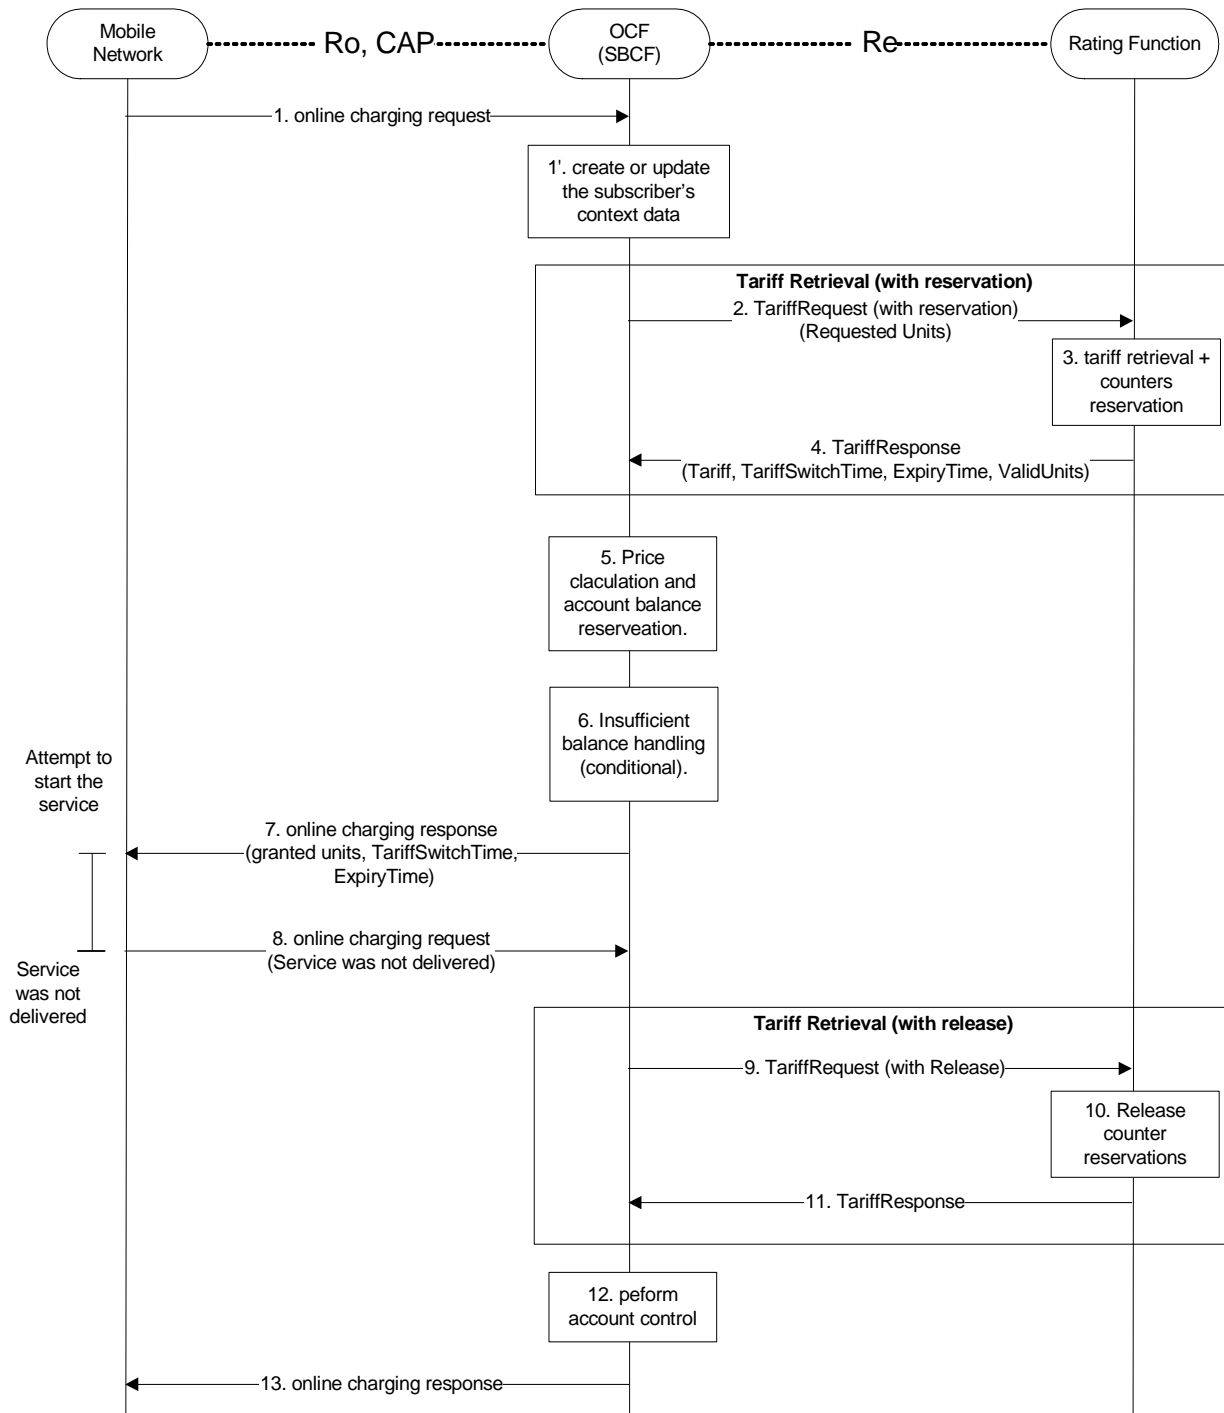 Mobile
Network
Ro, CAP
OCF
(SBCF)
Re
Rating Function
1. online charging request
1'. create or update
the subscriber's
context data
Tariff Retrieval (with reservation)
2. TariffRequest (with reservation)
(Requested Units)
3. tariff retrieval +
counters
reservation
4. TariffResponse
(Tariff, TariffSwitchTime, ExpiryTime, ValidUnits)
5. Price
claculation and
account balance
reserveation.
6. Insufficient
balance handling
(conditional).
Attempt to
start the
service
7. online charging response
(granted units, TariffSwitchTime,
ExpiryTime)
8. online charging request
(Service was not delivered)
Service
was not
delivered
Tariff Retrieval (with release)
9. TariffRequest (with Release)
10. Release
counter
reservations
11. TariffResponse
12. peform
account control
13. online charging response